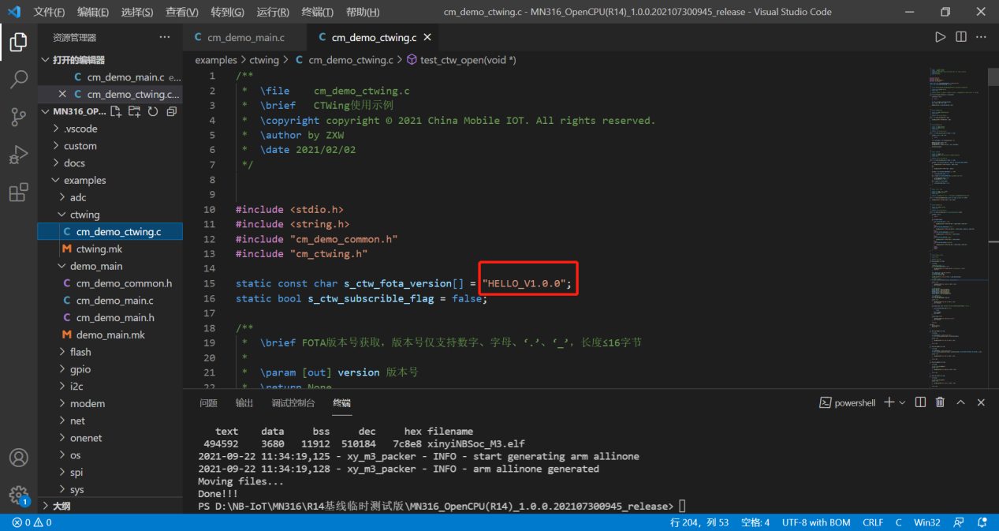 文件(F) 编辑(E) 选择(S) 查看(V) 转到(G) 运行(R) 终端(T) 帮助(H) cm_demo_ctwing.c - MN316_OpenCPU(R14)_1.0.0.202107300945_release - Visual Studio Code
资源管理器 ···
打开的编辑器
C cm_demo_main.c e...
C cm_demo_ctwing.c...
MN316_OP...
.vscode
custom
docs
examples
adc
ctwing
C cm_demo_ctwing.c
M ctwing.mk
demo_main
C cm_demo_common.h
C cm_demo_main.c
C cm_demo_main.h
M demo_main.mk
flash
gpio
i2c
modem
net
onenet
os
spi
sys
大纲
C cm_demo_main.c C cm_demo_ctwing.c
examples > ctwing > C cm_demo_ctwing.c > test_ctw_open(void *)
1 /**
2 * \file cm_demo_ctwing.c
3 * \brief CTWing使用示例
4 * \copyright copyright © 2021 China Mobile IOT. All rights reserved.
5 * \author by ZXW
6 * \date 2021/02/02
7 */
8
9
10 #include <stdio.h>
11 #include <string.h>
12 #include "cm_demo_common.h"
13 #include "cm_ctwing.h"
14
15 static const char s_ctw_fota_version[] = "HELLO_V1.0.0";
16 static bool s_ctw_subscrible_flag = false;
17
18 /**
19 * \brief FOTA版本号获取，版本号仅支持数字、字母、‘.’、‘_’，长度≤16字节
20 *
21 * \param [out] version 版本号
22 * \return None
问题 输出 调试控制台 终端 powershell
text data bss dec hex filename
494592 3680 11912 510184 7c8e8 xinyiNBSoc_M3.elf
2021-09-22 11:34:19,125 - xy_m3_packer - INFO - start generating arm allinone
2021-09-22 11:34:19,128 - xy_m3_packer - INFO - arm allinone generated
Moving files...
Done!!!
PS D:\NB-IoT\MN316\R14基线临时测试版\MN316_OpenCPU(R14)_1.0.0.202107300945_release>
1
0 0 行 204，列 53 空格: 4 UTF-8 with BOM CRLF C Win32